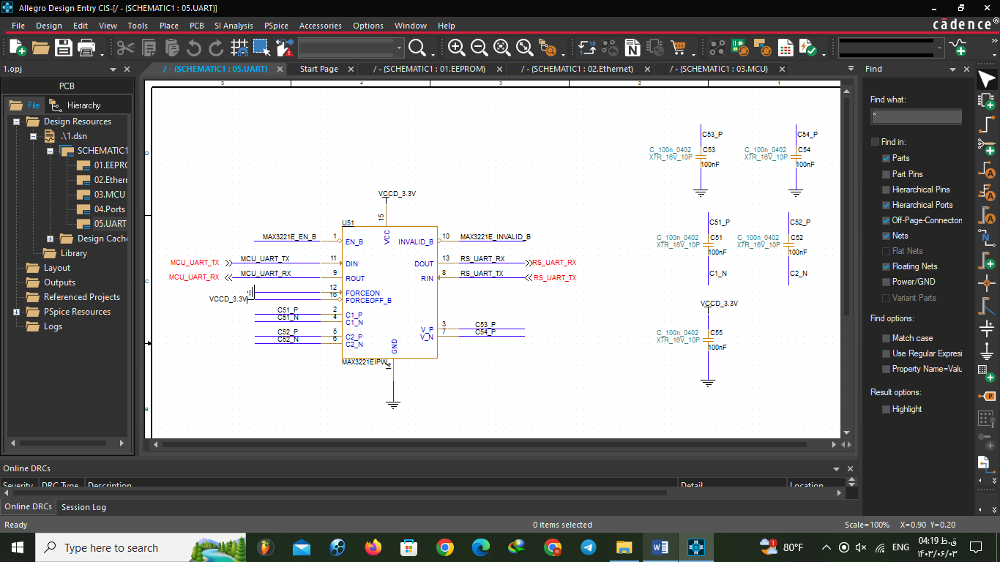 Allegro Design Entry CIS-[/ - (SCHEMATIC1 : 05.UART)]
File Design Edit View Tools Place PCB SI Analysis PSpice Accessories Options Window Help
cadence®
1.opj
/ - (SCHEMATIC1 : 05.UART)
Start Page
/ - (SCHEMATIC1 : 01.EEPROM)
/ - (SCHEMATIC1 : 02.Ethernet)
/ - (SCHEMATIC1 : 03.MCU)
PCB
File Hierarchy
Design Resources
.\1.dsn
SCHEMATIC1
01.EEPRO
02.Ethern
03.MCU
04.Ports
05.UART
Design Cache
Library
Layout
Outputs
Referenced Projects
PSpice Resources
Logs
5 4 3 2 1
D
C
B
VCCD_3.3V
15
U51
VCC
MAX3221E_EN_B 1 EN_B
INVALID_B 10 MAX3221E_INVALID_B
MCU_UART_TX MCU_UART_TX 11 DIN
DOUT 13 RS_UART_RX RS_UART_RX
MCU_UART_RX MCU_UART_RX 9 ROUT
RIN 8 RS_UART_TX RS_UART_TX
12 FORCEON
VCCD_3.3V 16 FORCEOFF_B
C51_P 2 C1_P
C51_N 4 C1_N
C52_P 5 C2_P
C52_N 6 C2_N
V_P 3 C53_P
V_N 7 C54_P
GND
MAX3221EIPW
14
C53_P
C_100n_0402 C53
X7R_16V_10P 100nF
C54_P
C_100n_0402 C54
X7R_16V_10P 100nF
C51_P
C_100n_0402 C51
X7R_16V_10P 100nF
C1_N
C52_P
C_100n_0402 C52
X7R_16V_10P 100nF
C2_N
VCCD_3.3V
C_100n_0402 C55
X7R_16V_10P 100nF
Find
Find what:
*
Find in:
Parts
Part Pins
Hierarchical Pins
Hierarchical Ports
Off-Page-Connectors
Nets
Flat Nets
Floating Nets
Power/GND
Variant Parts
Find options:
Match case
Use Regular Expressi
Property Name=Valu
Result options:
Highlight
Online DRCs
Severity DRC Type Description Detail Location
Online DRCs Session Log
Ready
0 items selected
Scale=100% X=0.90 Y=0.20
Type here to search
80°F
ENG
04:19 ق.ظ
۱۴۰۳/۰۶/۰۳